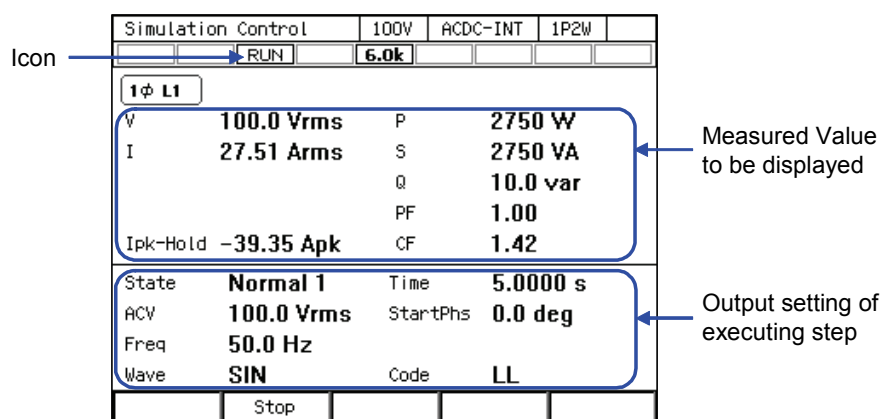 Simulation Control 100V ACDC-INT 1P2W
Icon RUN 6.0k
1ϕ L1
V 100.0 Vrms P 2750 W
I 27.51 Arms S 2750 VA
Q 10.0 var
PF 1.00
Ipk-Hold -39.35 Apk CF 1.42
Measured Value
to be displayed
State Normal 1 Time 5.0000 s
ACV 100.0 Vrms StartPhs 0.0 deg
Freq 50.0 Hz
Wave SIN Code LL
Output setting of
executing step
Stop